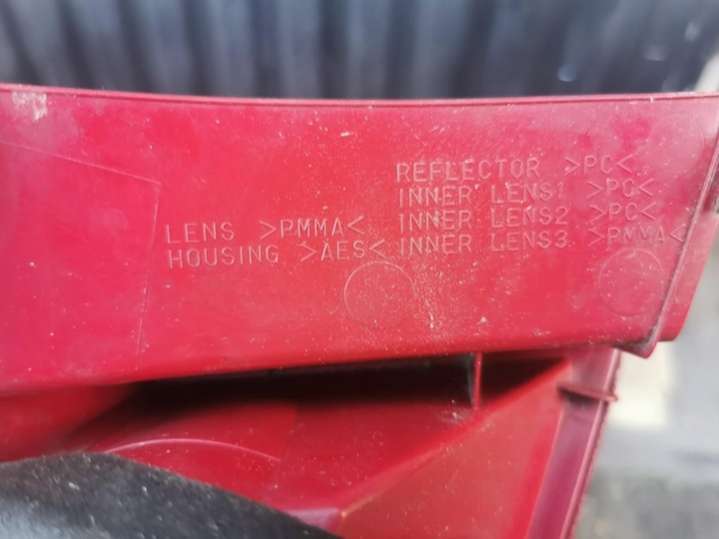 REFLECTOR >PC<
INNER LENS1 >PC<
INNER LENS2 >PC<
INNER LENS3 >PMMA<
LENS >PMMA<
HOUSING >AES<